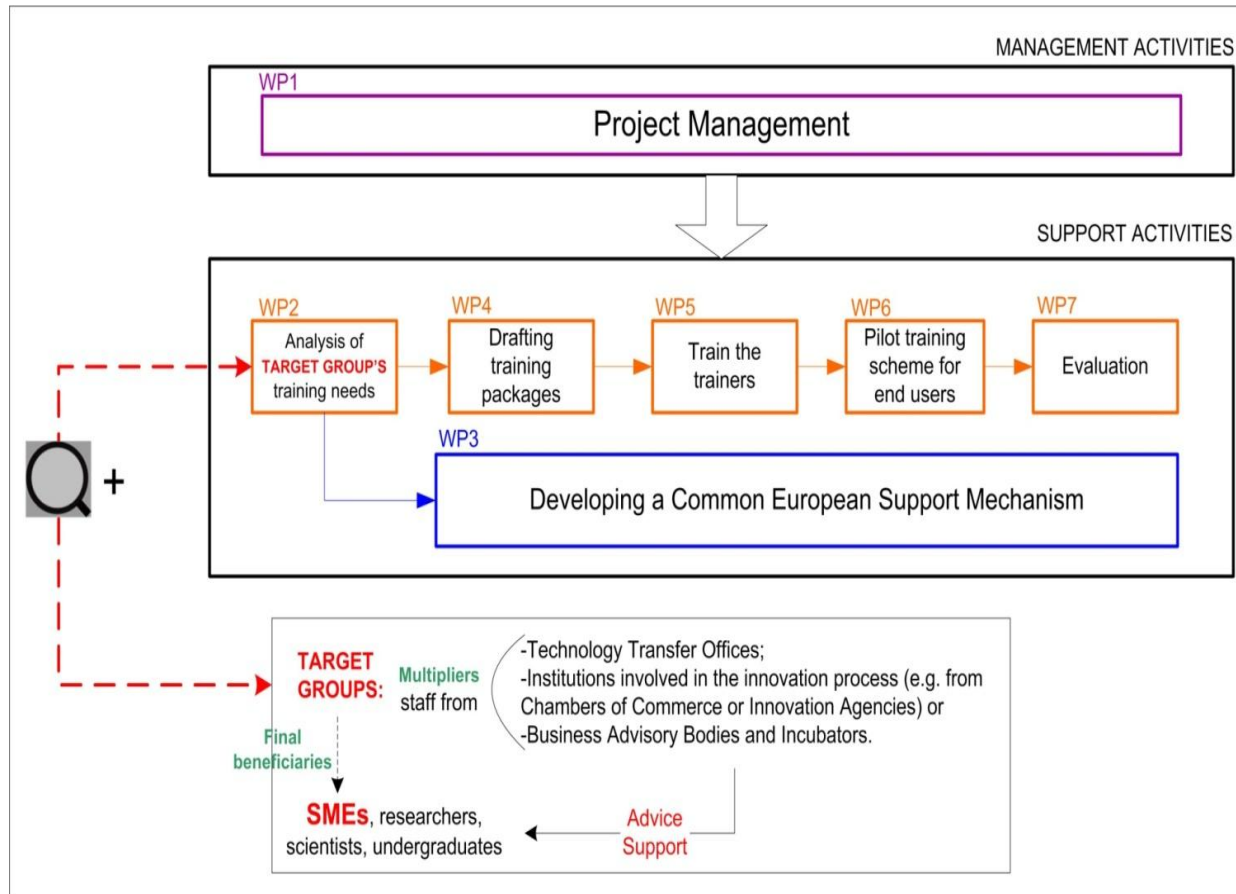 MANAGEMENT ACTIVITIES
WP1
Project Management
SUPPORT ACTIVITIES
WP2
Analysis of
TARGET GROUP'S
training needs
WP4
Drafting
training
packages
WP5
Train the
trainers
WP6
Pilot training
scheme for
end users
WP7
Evaluation
WP3
Developing a Common European Support Mechanism
+
TARGET
GROUPS:
Multipliers
staff from
-Technology Transfer Offices;
-Institutions involved in the innovation process (e.g. from
Chambers of Commerce or Innovation Agencies) or
-Business Advisory Bodies and Incubators.
Final
beneficiaries
SMEs, researchers,
scientists, undergraduates
Advice
Support